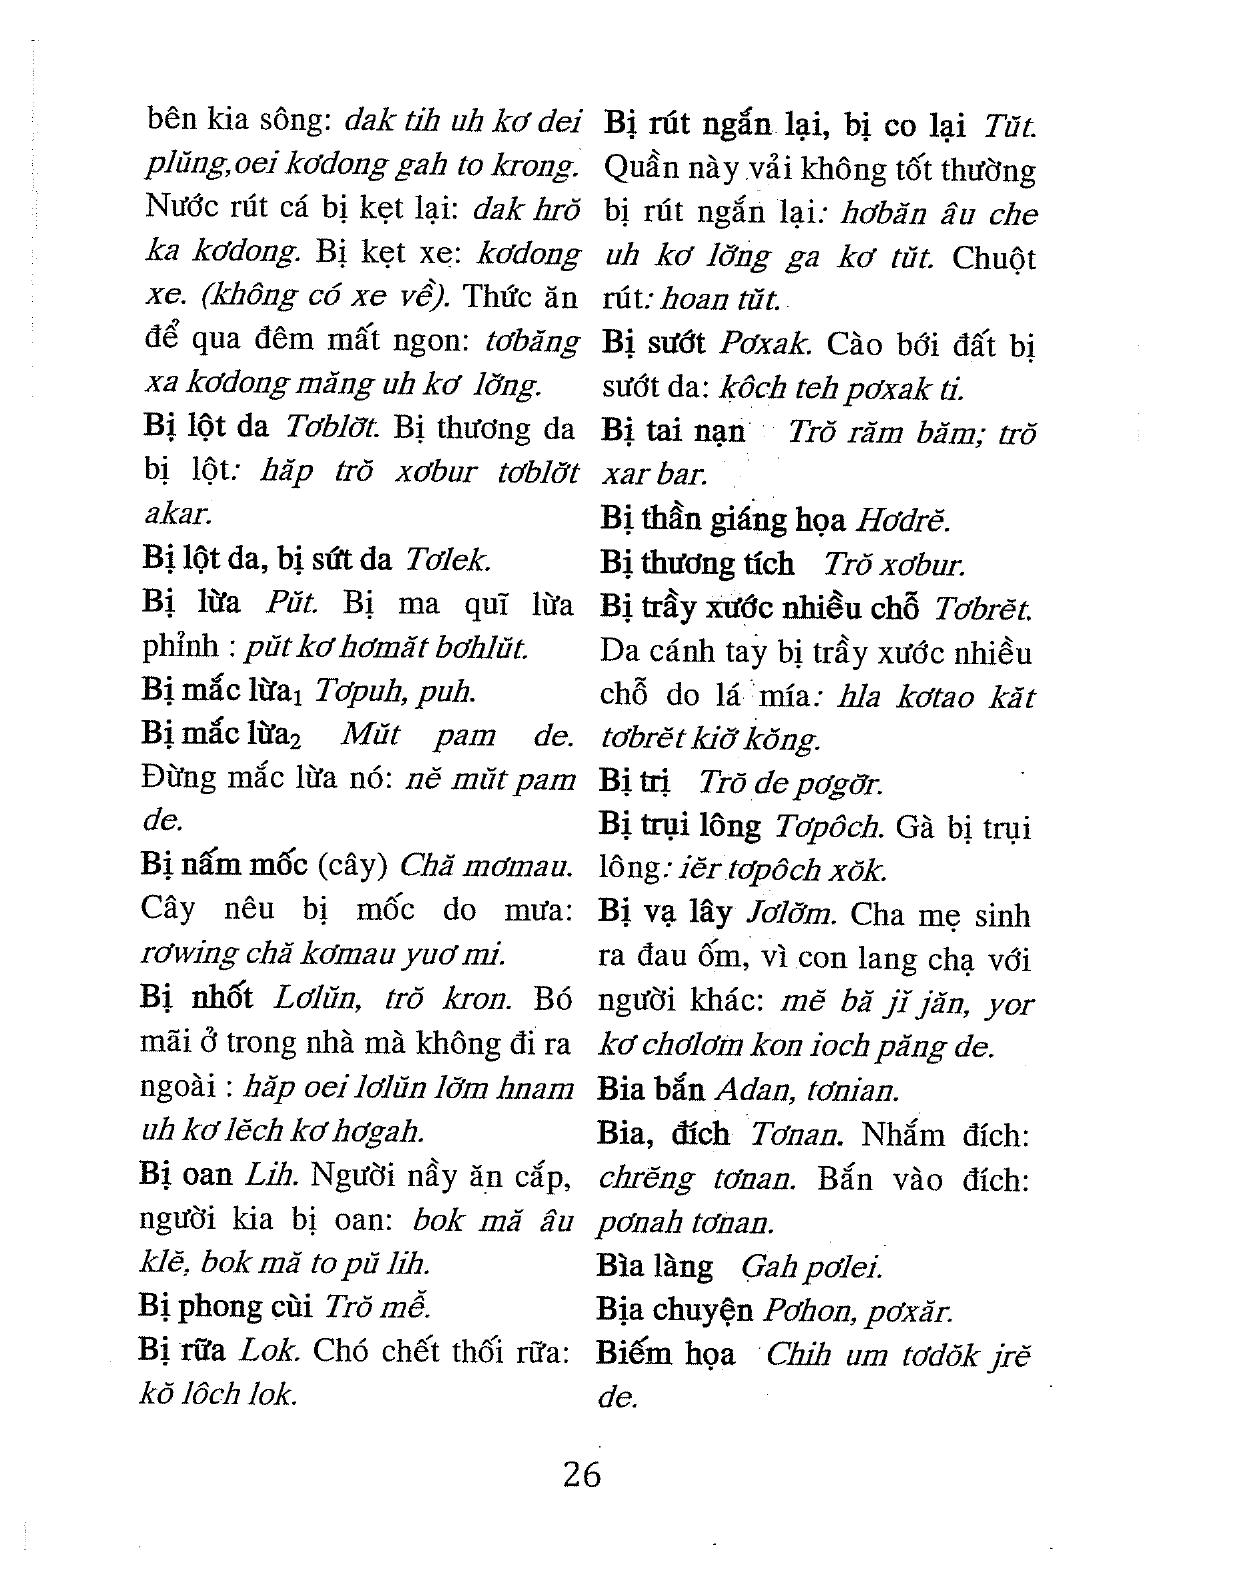 bên kia sông: dak tih uh kơ dei
plŭng,oei kơdong gah to krong.
Nước rút cá bị kẹt lại: dak hrŏ
ka kơdong. Bị kẹt xe: kơdong
xe. (không có xe về). Thức ăn
để qua đêm mất ngon: tơbăng
xa kơdong măng uh kơ lơ̆ng.
Bị lột da Tơblơ̆t. Bị thương da
bị lột: hăp trŏ xơbur tơblơ̆t
akar.
Bị lột da, bị sứt da Tơlek.
Bị lừa Pŭt. Bị ma quĩ lừa
phỉnh : pŭt kơ hơmăt bơhlŭt.
Bị mắc lừa₁ Tơpuh, puh.
Bị mắc lừa₂ Mŭt pam de.
Đừng mắc lừa nó: nĕ mŭt pam
de.
Bị nấm mốc (cây) Chă mơmau.
Cây nêu bị mốc do mưa:
rơwing chă kơmau yuơ mi.
Bị nhốt Lơlŭn, trŏ kron. Bó
mãi ở trong nhà mà không đi ra
ngoài : hăp oei lơlŭn lơ̆m hnam
uh kơ lĕch kơ hơgah.
Bị oan Lih. Người nầy ăn cắp,
người kia bị oan: bok mă âu
klĕ, bok mă to pŭ lih.
Bị phong cùi Trŏ mê̆.
Bị rữa Lok. Chó chết thối rữa:
kŏ lôch lok.
Bị rút ngắn lại, bị co lại Tŭt.
Quần này vải không tốt thường
bị rút ngắn lại: hơbăn âu che
uh kơ lơ̆ng ga kơ tŭt. Chuột
rút: hoan tŭt.
Bị sướt Pơxak. Cào bới đất bị
sướt da: kôch teh pơxak ti.
Bị tai nạn Trŏ răm băm; trŏ
xar bar.
Bị thần giáng họa Hơdrĕ.
Bị thương tích Trŏ xơbur.
Bị trầy xước nhiều chỗ Tơbrĕt.
Da cánh tay bị trầy xước nhiều
chỗ do lá mía: hla kơtao kăt
tơbrĕt kiơ̆ kŏng.
Bị trị Trŏ de pơgơ̆r.
Bị trụi lông Tơpôch. Gà bị trụi
lông: iĕr tơpôch xŏk.
Bị vạ lây Jơlơ̆m. Cha mẹ sinh
ra đau ốm, vì con lang chạ với
người khác: mĕ bă jĭ jăn, yor
kơ chơlơm kon ioch păng de.
Bia bắn Adan, tơnian.
Bia, đích Tơnan. Nhắm đích:
chrĕng tơnan. Bắn vào đích:
pơnah tơnan.
Bìa làng Gah pơlei.
Bịa chuyện Pơhon, pơxăr.
Biếm họa Chih um tơdŏk jrĕ
de.
26